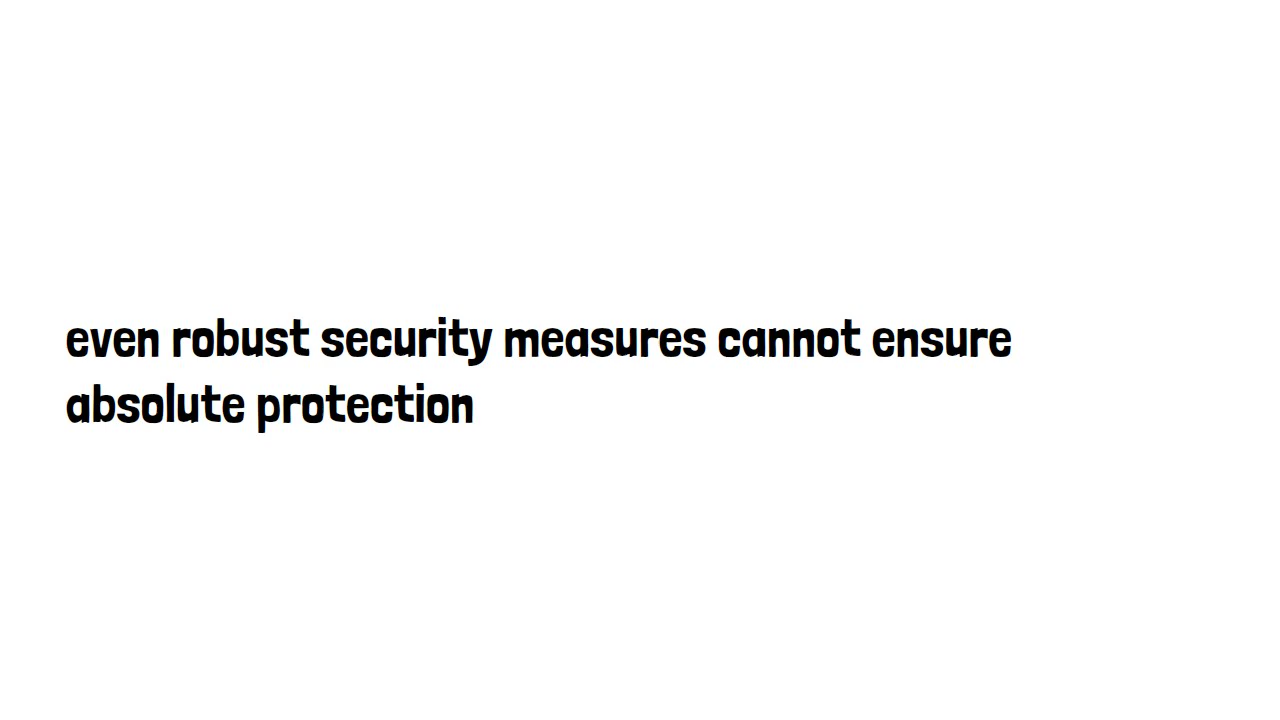 even robust security measures cannot ensure
absolute protection